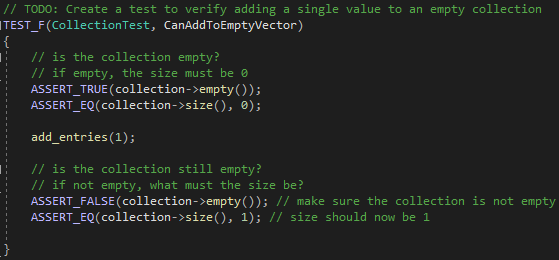 // TODO: Create a test to verify adding a single value to an empty collection
TEST_F(CollectionTest, CanAddToEmptyVector)
{
// is the collection empty?
// if empty, the size must be 0
ASSERT_TRUE(collection->empty());
ASSERT_EQ(collection->size(), 0);
add_entries(1);
// is the collection still empty?
// if not empty, what must the size be?
ASSERT_FALSE(collection->empty()); // make sure the collection is not empty
ASSERT_EQ(collection->size(), 1); // size should now be 1
}